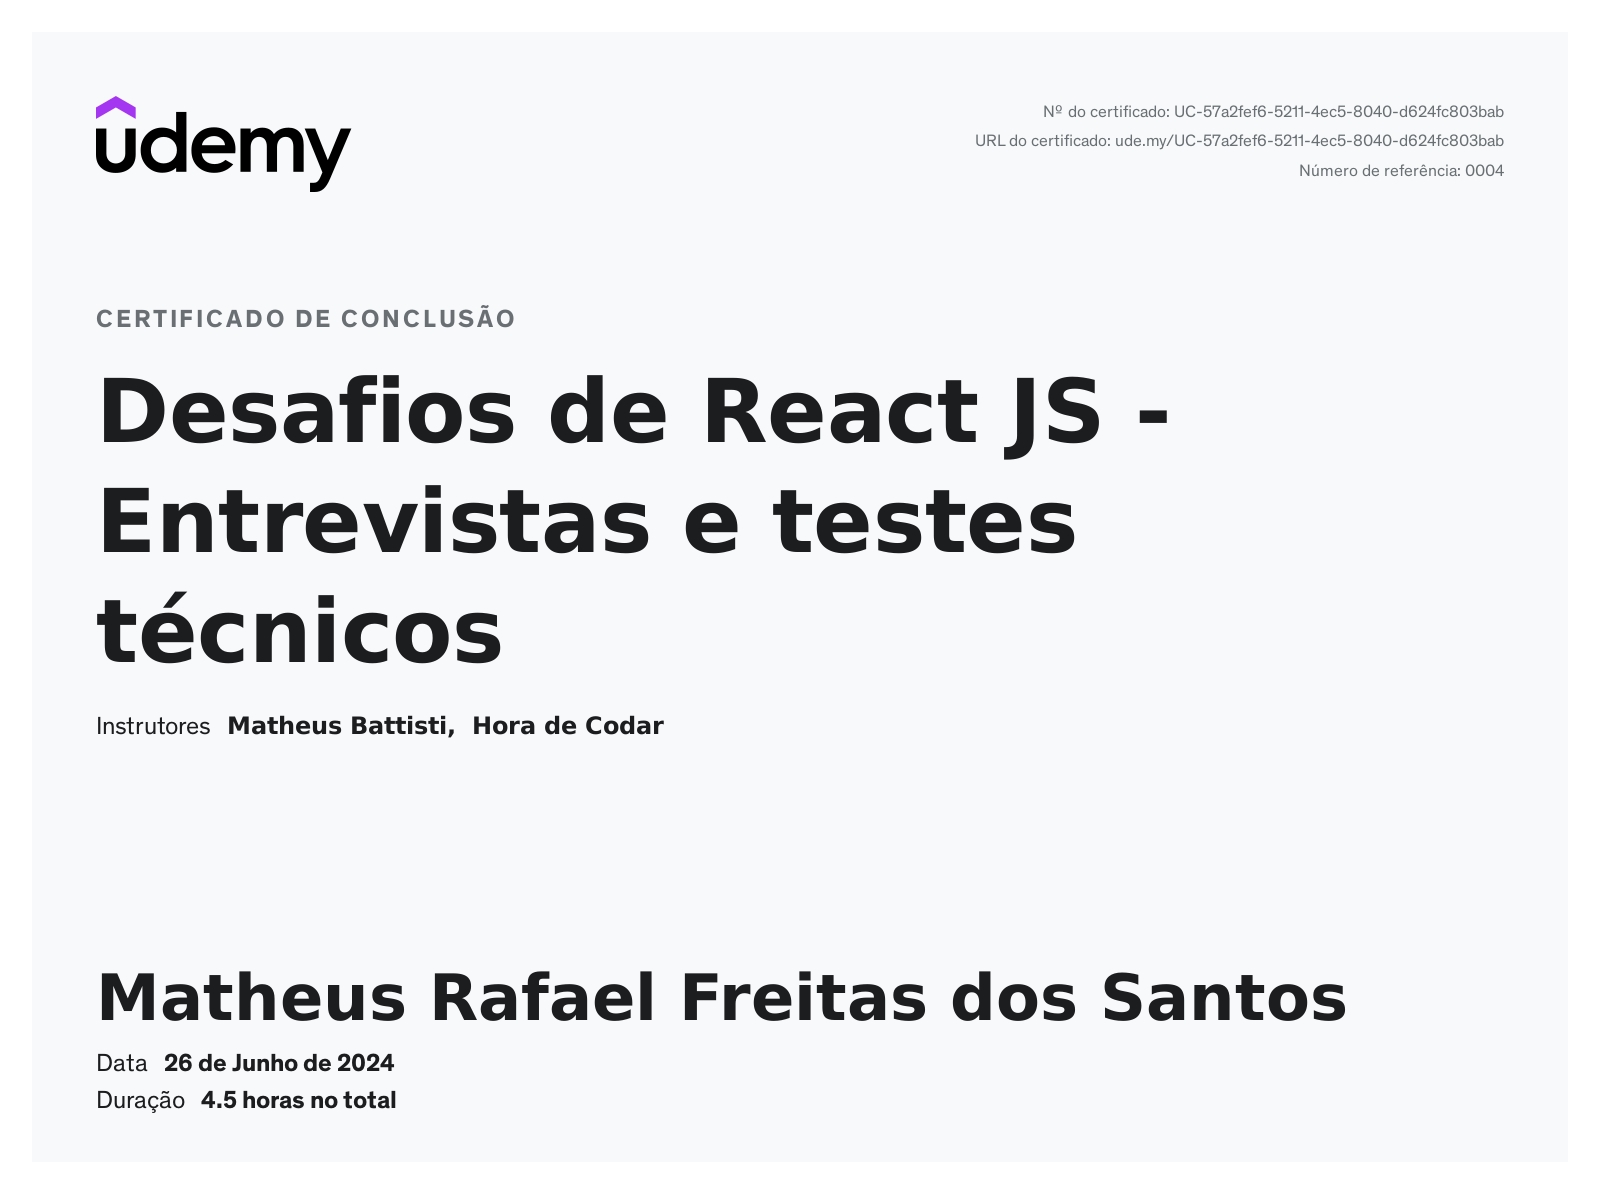 udemy
Nº do certificado: UC-57a2fef6-5211-4ec5-8040-d624fc803bab
URL do certificado: ude.my/UC-57a2fef6-5211-4ec5-8040-d624fc803bab
Número de referência: 0004
CERTIFICADO DE CONCLUSÃO
Desafios de React JS -
Entrevistas e testes
técnicos
Instrutores Matheus Battisti, Hora de Codar
Matheus Rafael Freitas dos Santos
Data 26 de Junho de 2024
Duração 4.5 horas no total